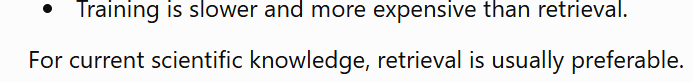 • Training is slower and more expensive than retrieval.
For current scientific knowledge, retrieval is usually preferable.